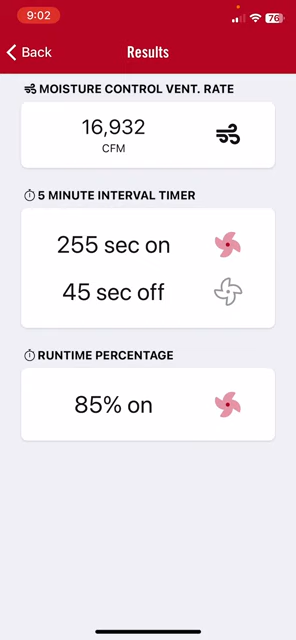 9:02
76
Back
Results
MOISTURE CONTROL VENT. RATE
16,932
CFM
5 MINUTE INTERVAL TIMER
255 sec on
45 sec off
RUNTIME PERCENTAGE
85% on